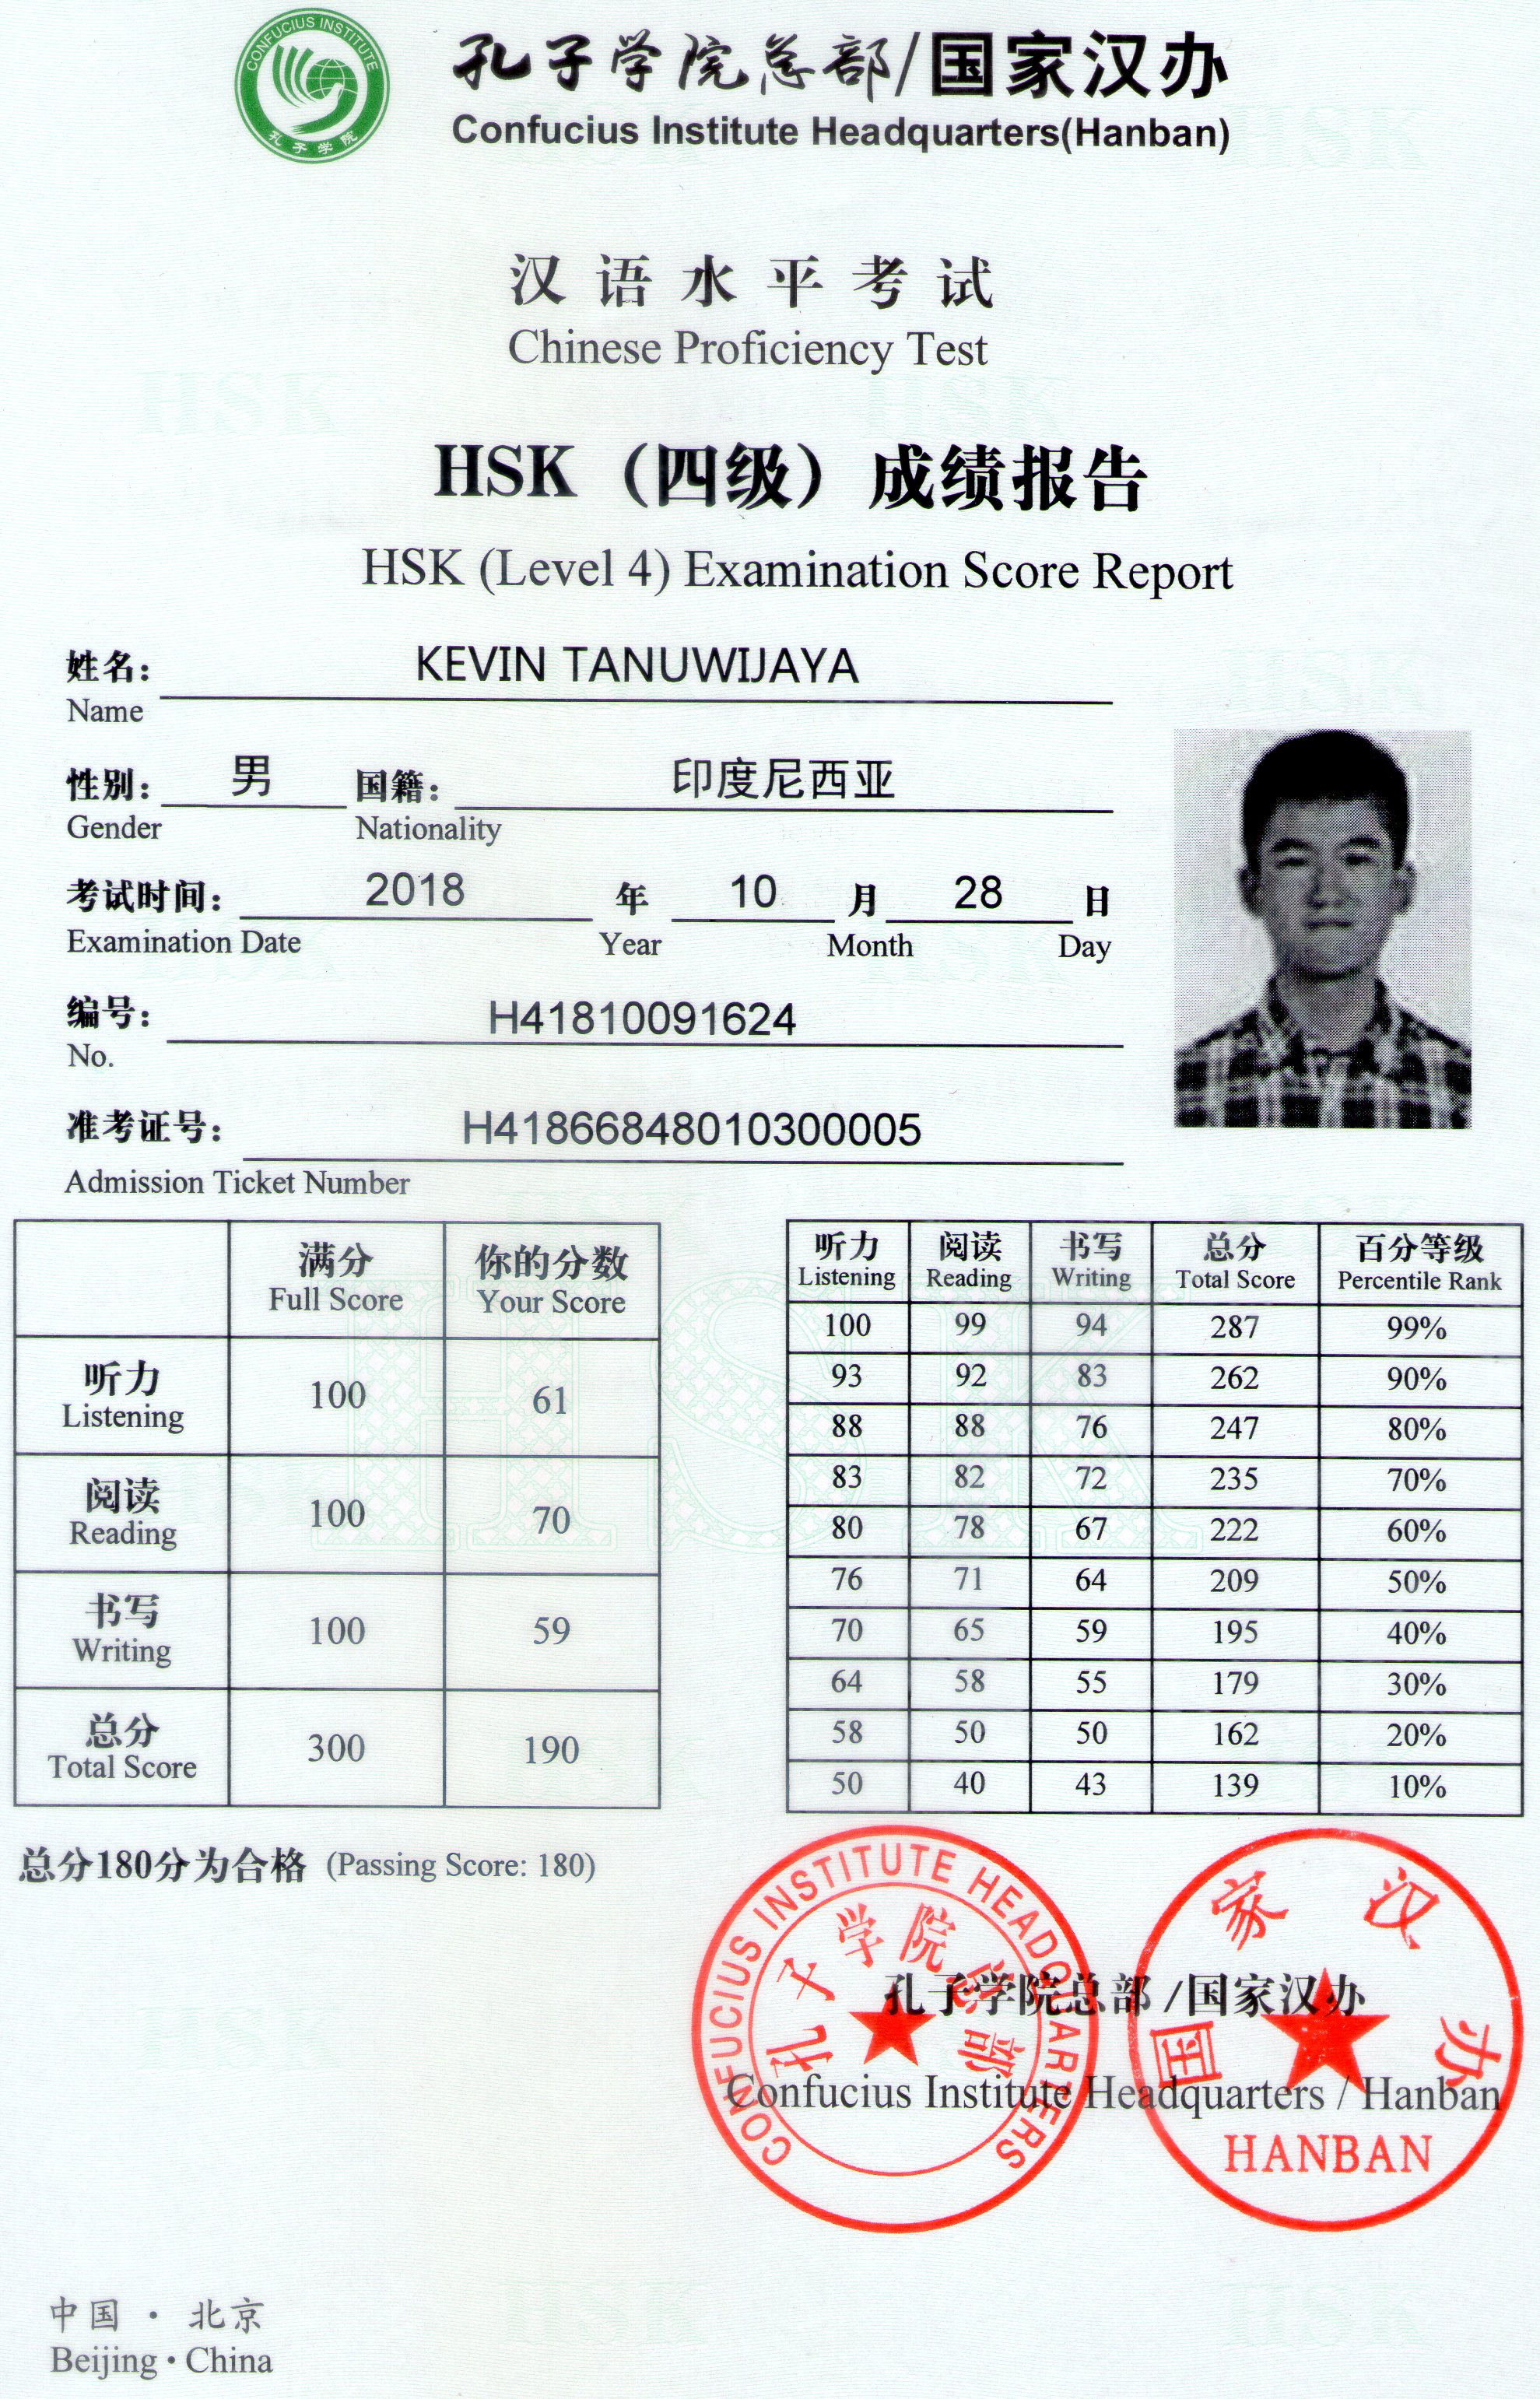 CONFUCIUS INSTITUTE
孔子学院
孔子学院总部/国家汉办
Confucius Institute Headquarters(Hanban)
汉语水平考试
Chinese Proficiency Test
HSK（四级）成绩报告
HSK (Level 4) Examination Score Report
姓名： KEVIN TANUWIJAYA
Name
性别： 男 国籍： 印度尼西亚
Gender Nationality
考试时间： 2018 年 10 月 28 日
Examination Date Year Month Day
编号： H41810091624
No.
准考证号： H41866848010300005
Admission Ticket Number
满分 你的分数
Full Score Your Score
听力 100 61
Listening
阅读 100 70
Reading
书写 100 59
Writing
总分 300 190
Total Score
听力 阅读 书写 总分 百分等级
Listening Reading Writing Total Score Percentile Rank
100 99 94 287 99%
93 92 83 262 90%
88 88 76 247 80%
83 82 72 235 70%
80 78 67 222 60%
76 71 64 209 50%
70 65 59 195 40%
64 58 55 179 30%
58 50 50 162 20%
50 40 43 139 10%
总分180分为合格 (Passing Score: 180)
CONFUCIUS INSTITUTE HEADQUARTERS
孔子学院总部
国家汉办
HANBAN
孔子学院总部 /国家汉办
Confucius Institute Headquarters / Hanban
中国 · 北京
Beijing · China
HSK